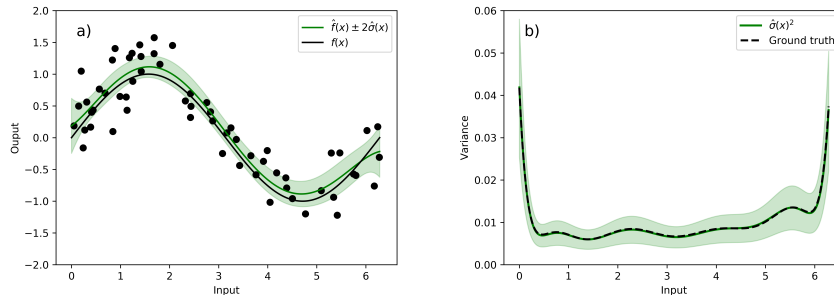 a)
f̂(x) ± 2σ̂(x)
f(x)
2.0
1.5
1.0
0.5
0.0
−0.5
−1.0
−1.5
−2.0
Ouput
0 1 2 3 4 5 6
Input
b)
σ̂(x)²
Ground truth
0.06
0.05
0.04
0.03
0.02
0.01
0.00
Variance
0 1 2 3 4 5 6
Input